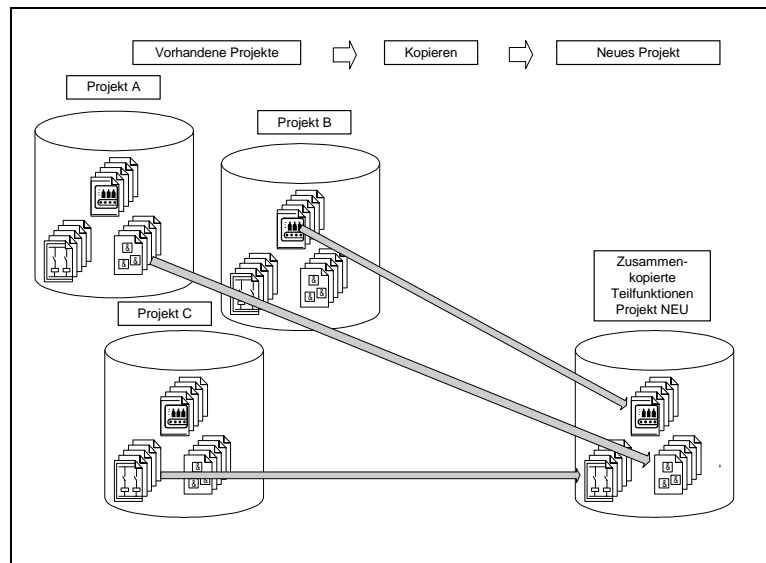 Vorhandene Projekte
Kopieren
Neues Projekt
Projekt A
Projekt B
Projekt C
Zusammen-
kopierte
Teilfunktionen
Projekt NEU
&
&
&
&
&
&
&
&
&
&
&
&